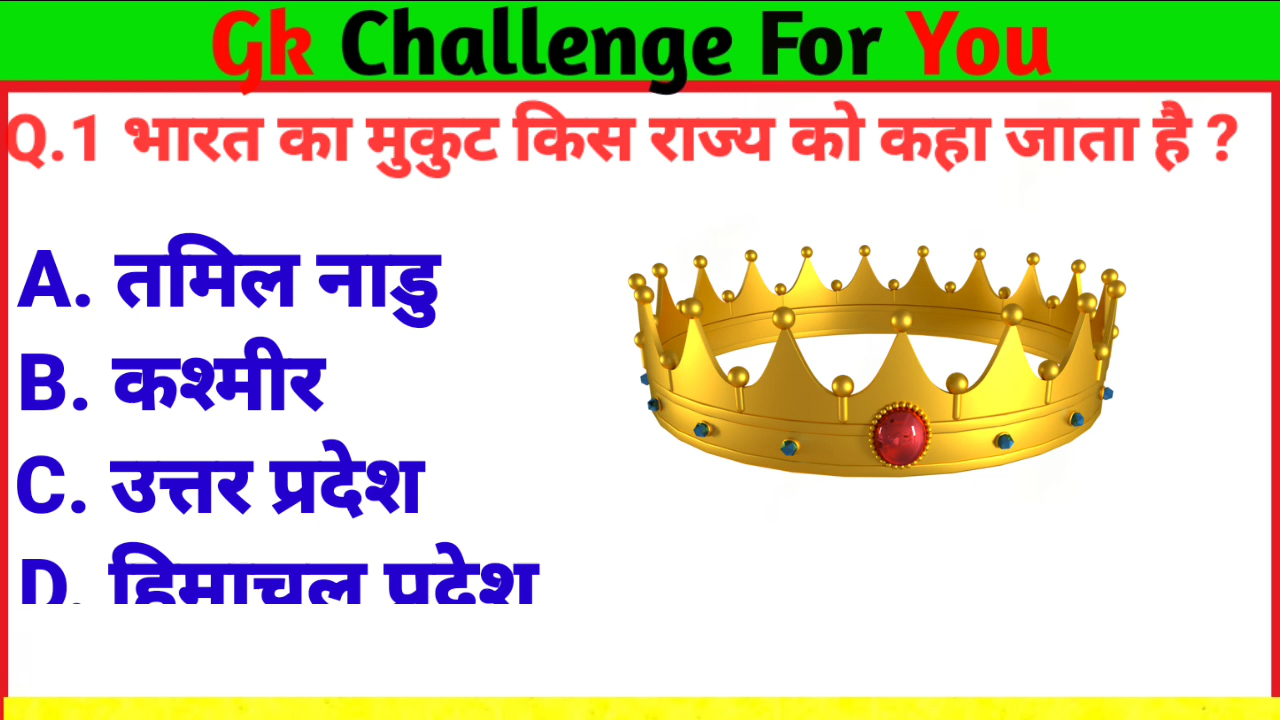 Gk Challenge For You
Q.1 भारत का मुकुट किस राज्य को कहा जाता है ?
A. तमिल नाडु
B. कश्मीर
C. उत्तर प्रदेश
D. हिमाचल प्रदेश